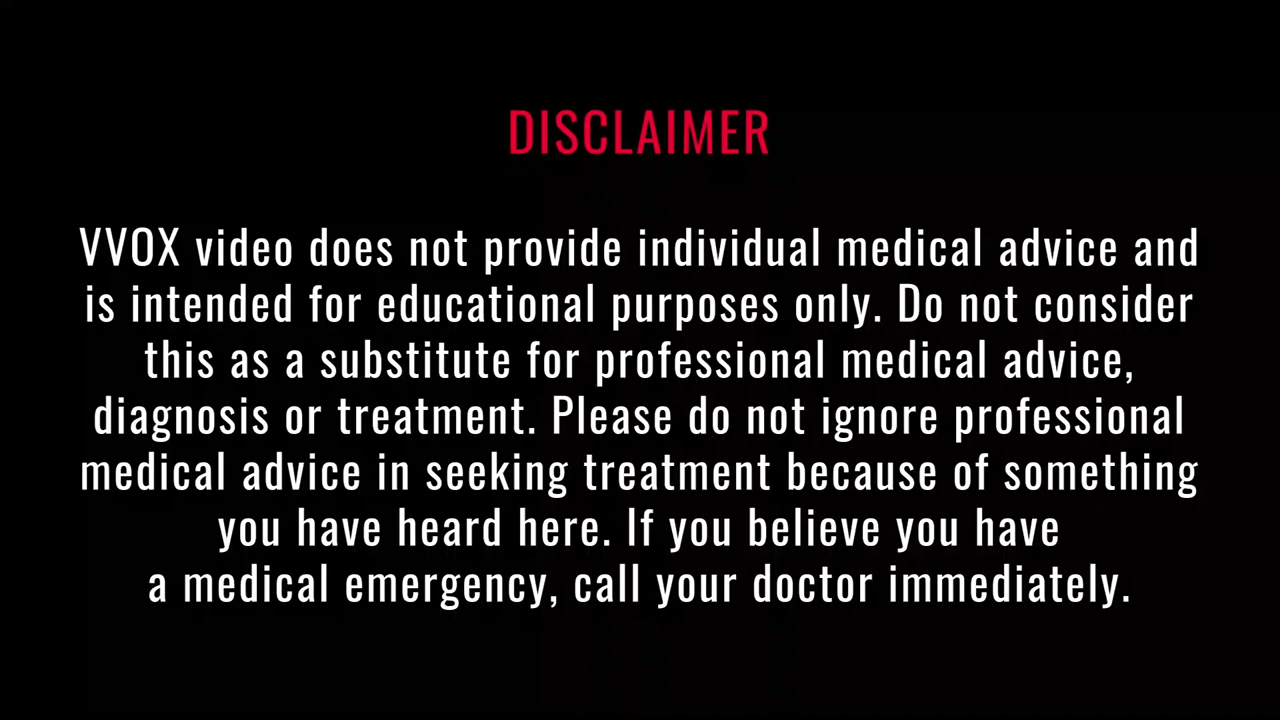 DISCLAIMER
VVOX video does not provide individual medical advice and
is intended for educational purposes only. Do not consider
this as a substitute for professional medical advice,
diagnosis or treatment. Please do not ignore professional
medical advice in seeking treatment because of something
you have heard here. If you believe you have
a medical emergency, call your doctor immediately.